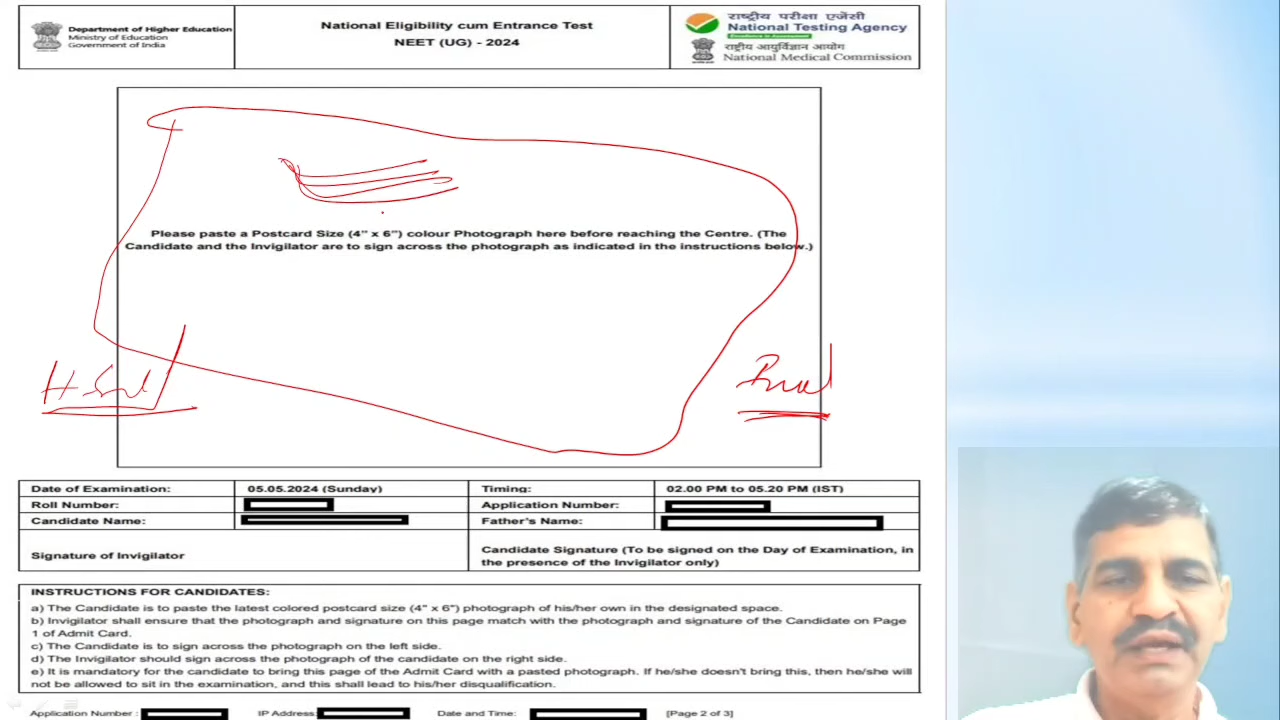 Department of Higher Education
Ministry of Education
Government of India
National Eligibility cum Entrance Test
NEET (UG) - 2024
राष्ट्रीय परीक्षा एजेंसी
National Testing Agency
Excellence in Assessment
राष्ट्रीय आयुर्विज्ञान आयोग
National Medical Commission
Please paste a Postcard Size (4" x 6") colour Photograph here before reaching the Centre. (The
Candidate and the Invigilator are to sign across the photograph as indicated in the instructions below.)
Date of Examination: 05.05.2024 (Sunday) Timing: 02.00 PM to 05.20 PM (IST)
Roll Number: Application Number:
Candidate Name: Father's Name:
Signature of Invigilator
Candidate Signature (To be signed on the Day of Examination, in
the presence of the Invigilator only)
INSTRUCTIONS FOR CANDIDATES:
a) The Candidate is to paste the latest colored postcard size (4" x 6") photograph of his/her own in the designated space.
b) Invigilator shall ensure that the photograph and signature on this page match with the photograph and signature of the Candidate on Page
1 of Admit Card.
c) The Candidate is to sign across the photograph on the left side.
d) The Invigilator should sign across the photograph of the candidate on the right side.
e) It is mandatory for the candidate to bring this page of the Admit Card with a pasted photograph. If he/she doesn't bring this, then he/she will
not be allowed to sit in the examination, and this shall lead to his/her disqualification.
Application Number : IP Address: Date and Time: [Page 2 of 3]